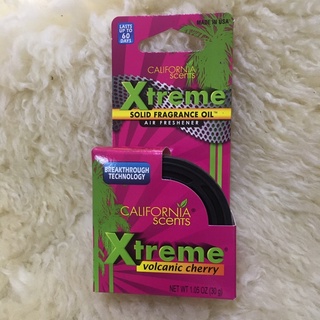 LASTS
UP TO
60
DAYS
MADE IN USA
CALIFORNIA
Scents
Xtreme
SOLID FRAGRANCE OIL™
AIR FRESHENER
BREAKTHROUGH
TECHNOLOGY
CALIFORNIA
Scents
Xtreme®
volcanic cherry
NET WT 1.05 OZ (30 g)